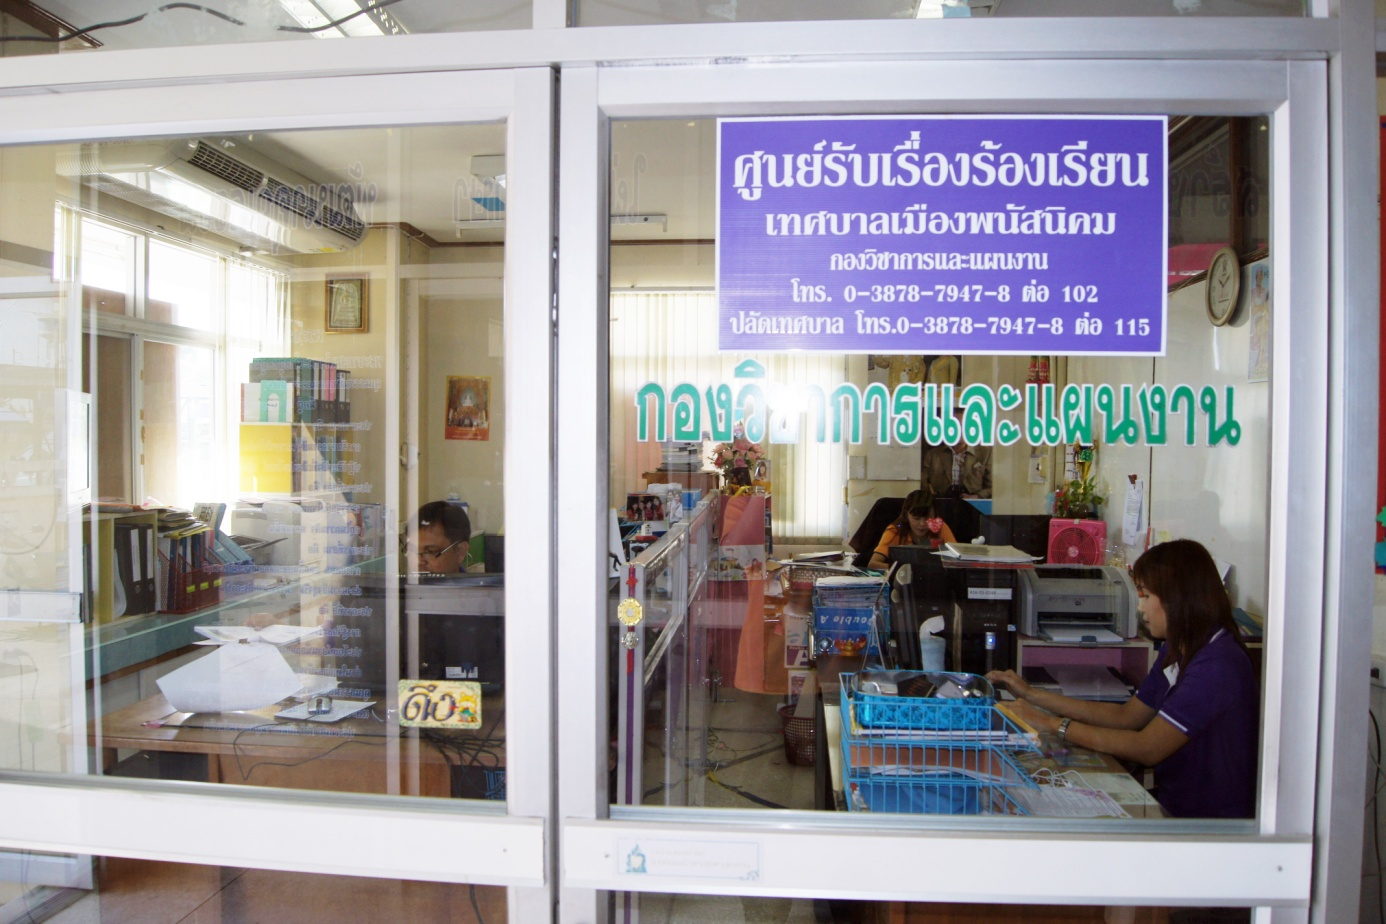 ศูนย์รับเรื่องร้องเรียน
เทศบาลเมืองพนัสนิคม
กองวิชาการและแผนงาน
โทร. 0-3878-7947-8 ต่อ 102
ปลัดเทศบาล โทร.0-3878-7947-8 ต่อ 115
กองวิชาการและแผนงาน
ดึง
Double A